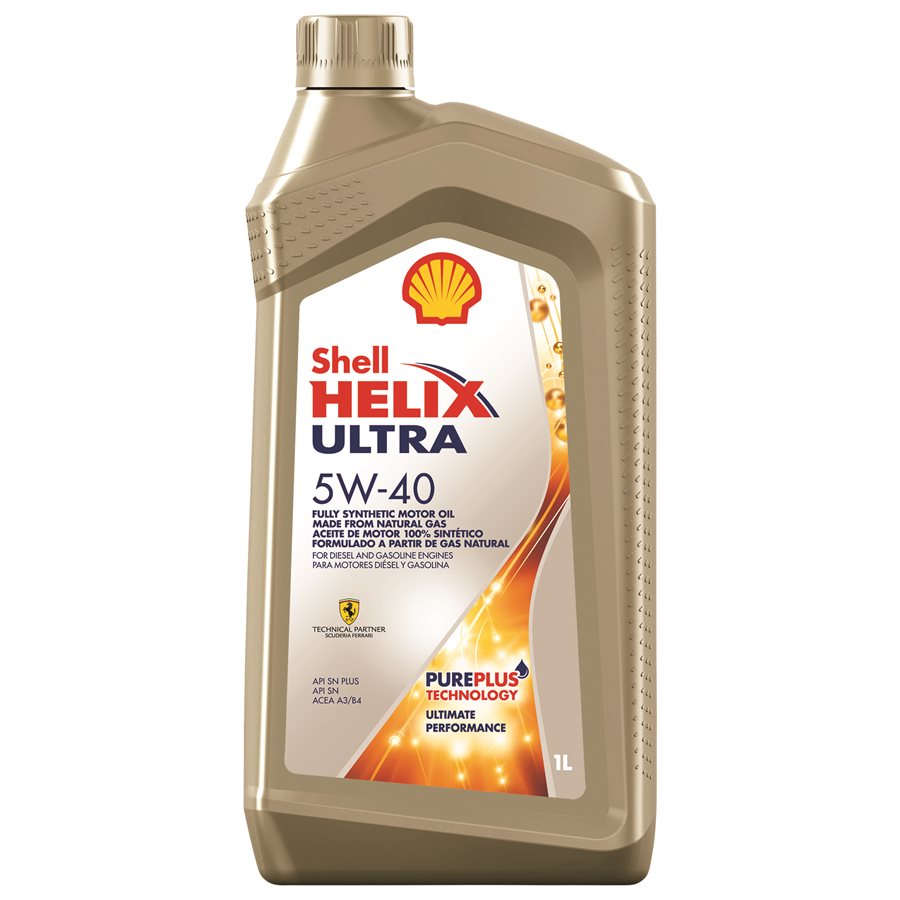 Shell
HELIX
ULTRA
5W-40
FULLY SYNTHETIC MOTOR OIL
MADE FROM NATURAL GAS
ACEITE DE MOTOR 100% SINTÉTICO
FORMULADO A PARTIR DE GAS NATURAL
FOR DIESEL AND GASOLINE ENGINES
PARA MOTORES DIÉSEL Y GASOLINA
TECHNICAL PARTNER
SCUDERIA FERRARI
API SN PLUS
API SN
ACEA A3/B4
PUREPLUS
TECHNOLOGY
ULTIMATE
PERFORMANCE
1L